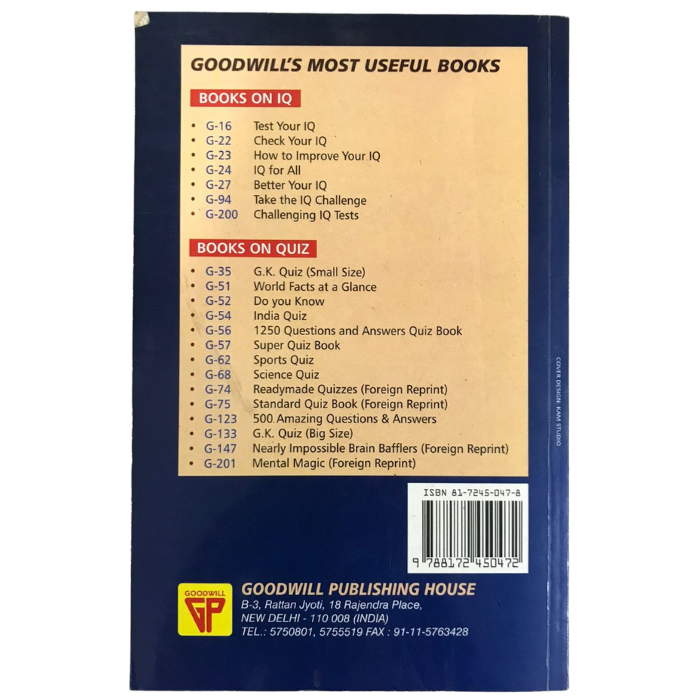 GOODWILL'S MOST USEFUL BOOKS
BOOKS ON IQ
• G-16 Test Your IQ
• G-22 Check Your IQ
• G-23 How to Improve Your IQ
• G-24 IQ for All
• G-27 Better Your IQ
• G-94 Take the IQ Challenge
• G-200 Challenging IQ Tests
BOOKS ON QUIZ
• G-35 G.K. Quiz (Small Size)
• G-51 World Facts at a Glance
• G-52 Do you Know
• G-54 India Quiz
• G-56 1250 Questions and Answers Quiz Book
• G-57 Super Quiz Book
• G-62 Sports Quiz
• G-68 Science Quiz
• G-74 Readymade Quizzes (Foreign Reprint)
• G-75 Standard Quiz Book (Foreign Reprint)
• G-123 500 Amazing Questions & Answers
• G-133 G.K. Quiz (Big Size)
• G-147 Nearly Impossible Brain Bafflers (Foreign Reprint)
• G-201 Mental Magic (Foreign Reprint)
COVER DESIGN: KAM STUDIO
ISBN 81-7245-047-8
9 788172 450472
GOODWILL
GP
GOODWILL PUBLISHING HOUSE
B-3, Rattan Jyoti, 18 Rajendra Place,
NEW DELHI - 110 008 (INDIA)
TEL.: 5750801, 5755519 FAX : 91-11-5763428